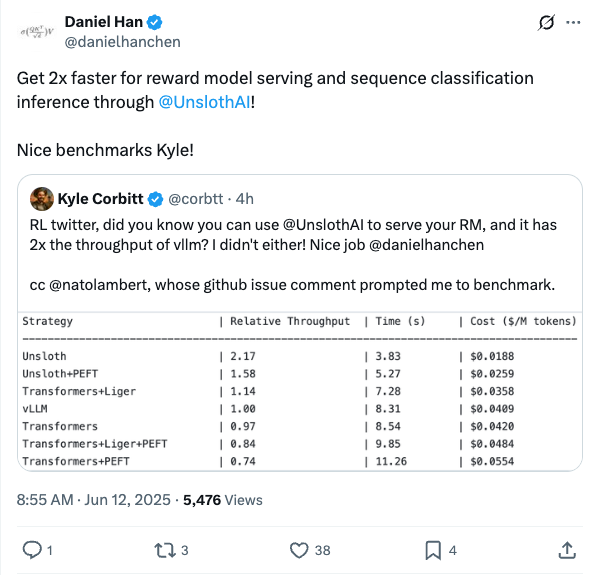 Daniel Han
@danielhanchen
Get 2x faster for reward model serving and sequence classification
inference through @UnslothAI!
Nice benchmarks Kyle!
Kyle Corbitt @corbtt · 4h
RL twitter, did you know you can use @UnslothAI to serve your RM, and it has
2x the throughput of vllm? I didn't either! Nice job @danielhanchen
cc @natolambert, whose github issue comment prompted me to benchmark.
Strategy | Relative Throughput | Time (s) | Cost ($/M tokens)
Unsloth | 2.17 | 3.83 | $0.0188
Unsloth+PEFT | 1.58 | 5.27 | $0.0259
Transformers+Liger | 1.14 | 7.28 | $0.0358
vLLM | 1.00 | 8.31 | $0.0409
Transformers | 0.97 | 8.54 | $0.0420
Transformers+Liger+PEFT | 0.84 | 9.85 | $0.0484
Transformers+PEFT | 0.74 | 11.26 | $0.0554
8:55 AM · Jun 12, 2025 · 5,476 Views
1 3 38 4